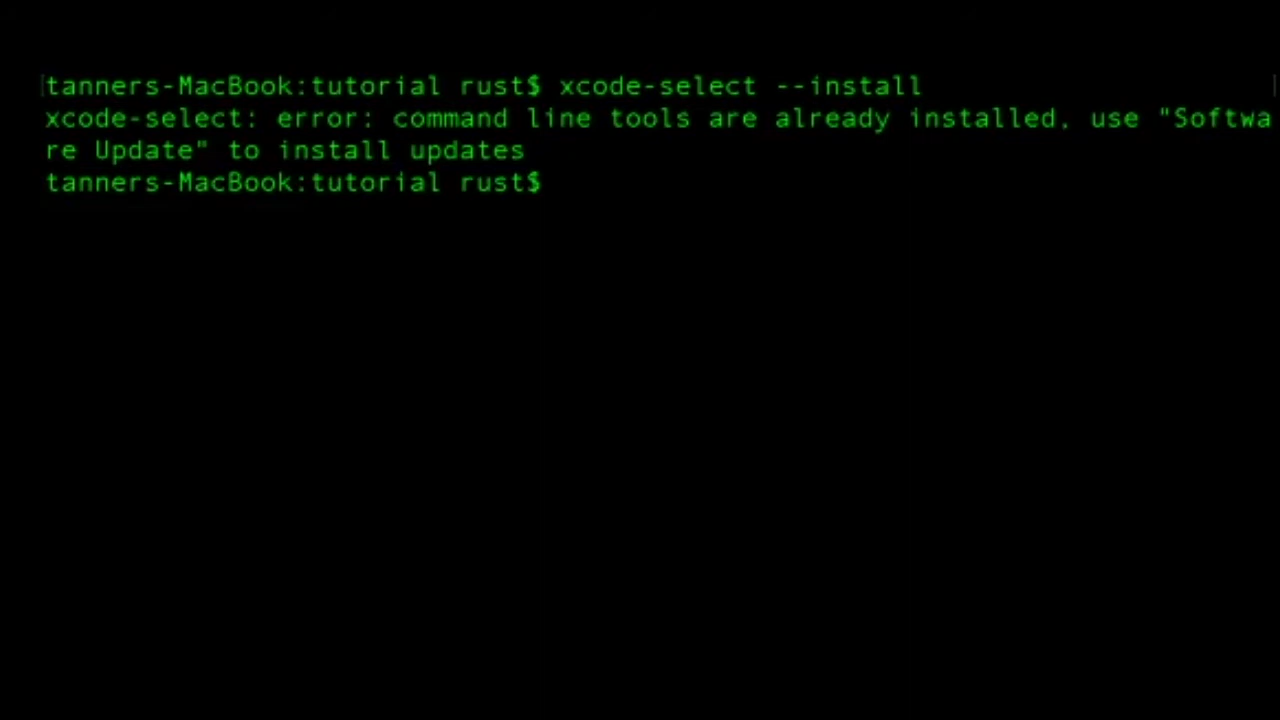 tanners-MacBook:tutorial rust$ xcode-select --install
xcode-select: error: command line tools are already installed, use "Softwa
re Update" to install updates
tanners-MacBook:tutorial rust$